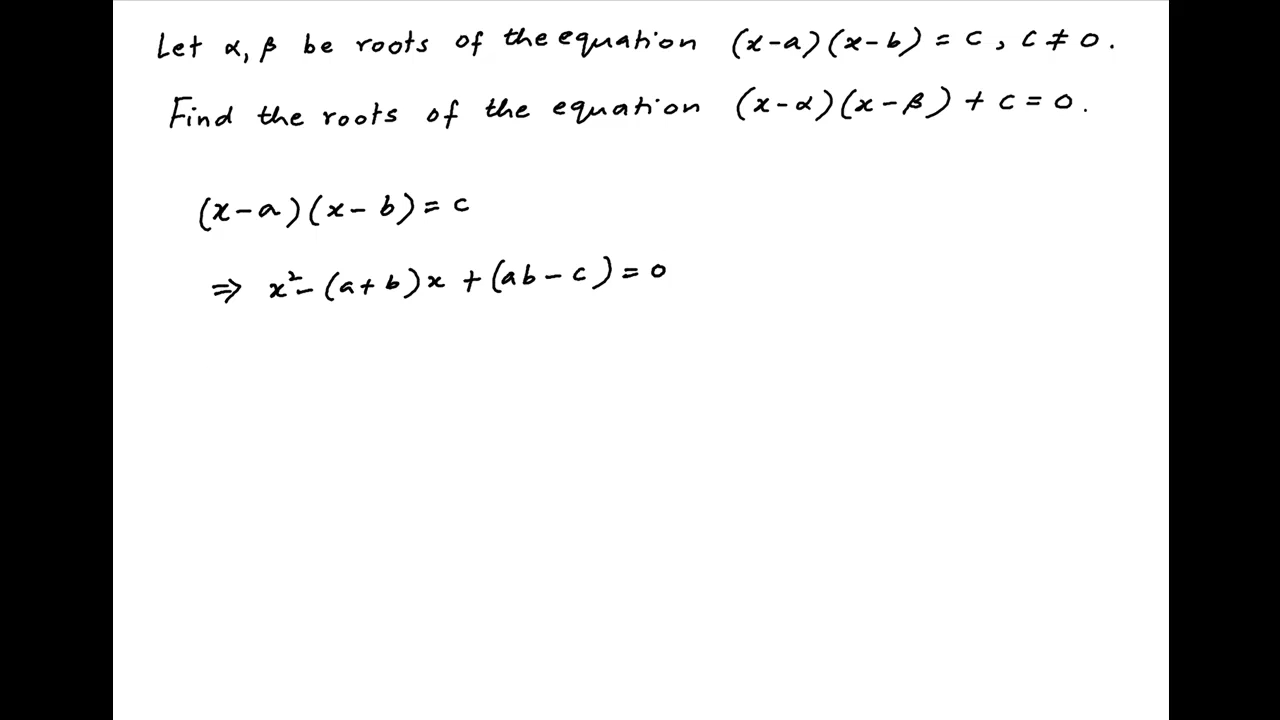 Let α, β be roots of the equation (x-a)(x-b) = c, c ≠ 0.
Find the roots of the equation (x-α)(x-β) + c = 0.
(x-a)(x-b) = c
⇒ x² - (a+b)x + (ab-c) = 0